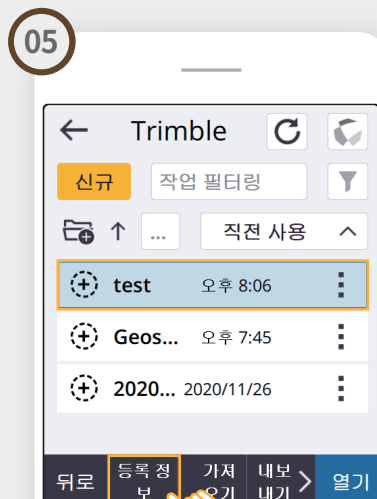 05
Trimble
신규 작업 필터링
... 직전 사용
test 오후 8:06
Geos... 오후 7:45
2020... 2020/11/26
뒤로 등록 정 가져 내보 열기
보 오기 내기